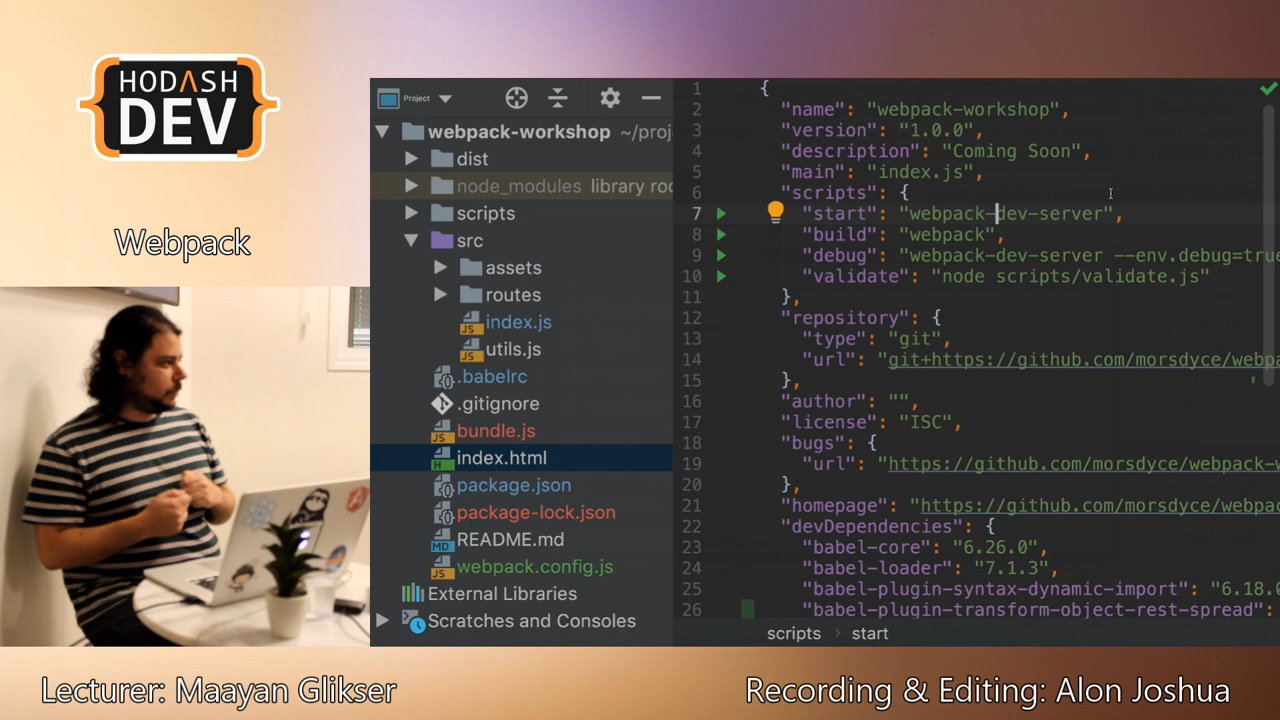 HODASH
DEV
Webpack
Project
webpack-workshop ~/proj
dist
node_modules library roo
scripts
src
assets
routes
index.js
utils.js
.babelrc
.gitignore
bundle.js
index.html
package.json
package-lock.json
README.md
webpack.config.js
External Libraries
Scratches and Consoles
1 {
2 "name": "webpack-workshop",
3 "version": "1.0.0",
4 "description": "Coming Soon",
5 "main": "index.js",
6 "scripts": {
7 "start": "webpack-dev-server",
8 "build": "webpack",
9 "debug": "webpack-dev-server --env.debug=true
10 "validate": "node scripts/validate.js"
11 },
12 "repository": {
13 "type": "git",
14 "url": "git+https://github.com/morsdyce/webpa
15 },
16 "author": "",
17 "license": "ISC",
18 "bugs": {
19 "url": "https://github.com/morsdyce/webpack-w
20 },
21 "homepage": "https://github.com/morsdyce/webpac
22 "devDependencies": {
23 "babel-core": "6.26.0",
24 "babel-loader": "7.1.3",
25 "babel-plugin-syntax-dynamic-import": "6.18.0
26 "babel-plugin-transform-object-rest-spread":
scripts › start
Lecturer: Maayan Glikser
Recording & Editing: Alon Joshua